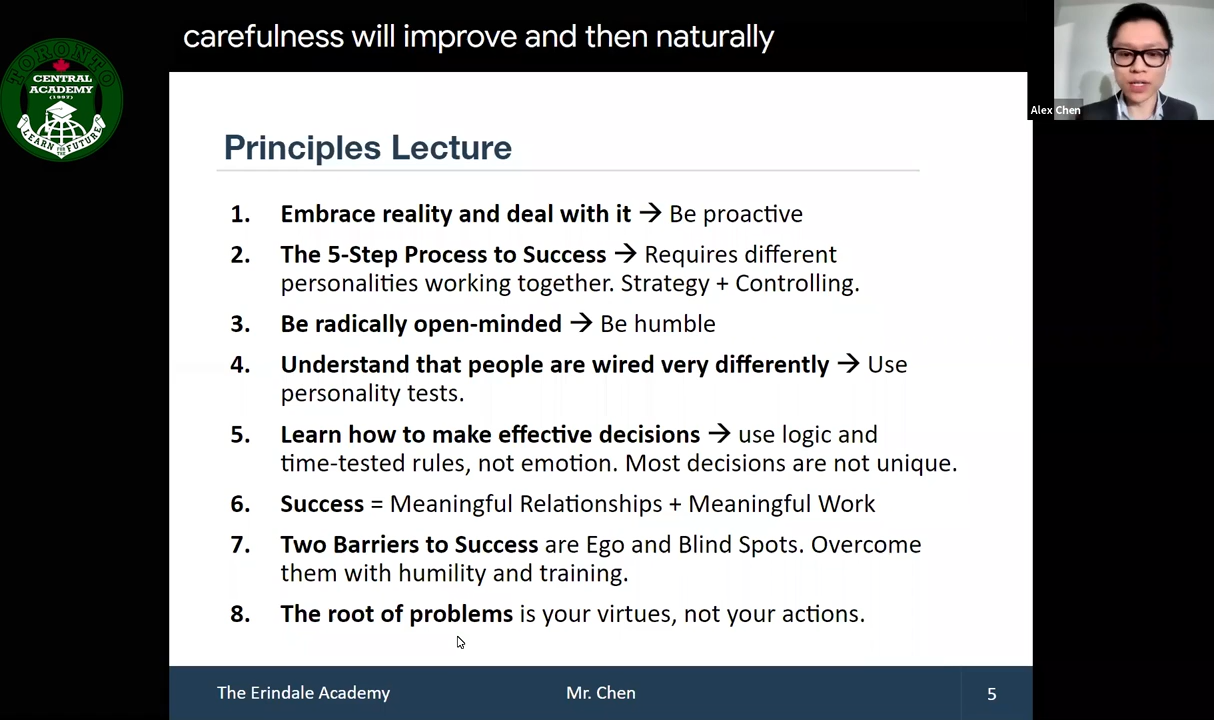 carefulness will improve and then naturally
TORONTO
CENTRAL
ACADEMY
(1997)
LEARN FOR THE FUTURE
Alex Chen
Principles Lecture
1. Embrace reality and deal with it → Be proactive
2. The 5-Step Process to Success → Requires different
personalities working together. Strategy + Controlling.
3. Be radically open-minded → Be humble
4. Understand that people are wired very differently → Use
personality tests.
5. Learn how to make effective decisions → use logic and
time-tested rules, not emotion. Most decisions are not unique.
6. Success = Meaningful Relationships + Meaningful Work
7. Two Barriers to Success are Ego and Blind Spots. Overcome
them with humility and training.
8. The root of problems is your virtues, not your actions.
The Erindale Academy
Mr. Chen
5